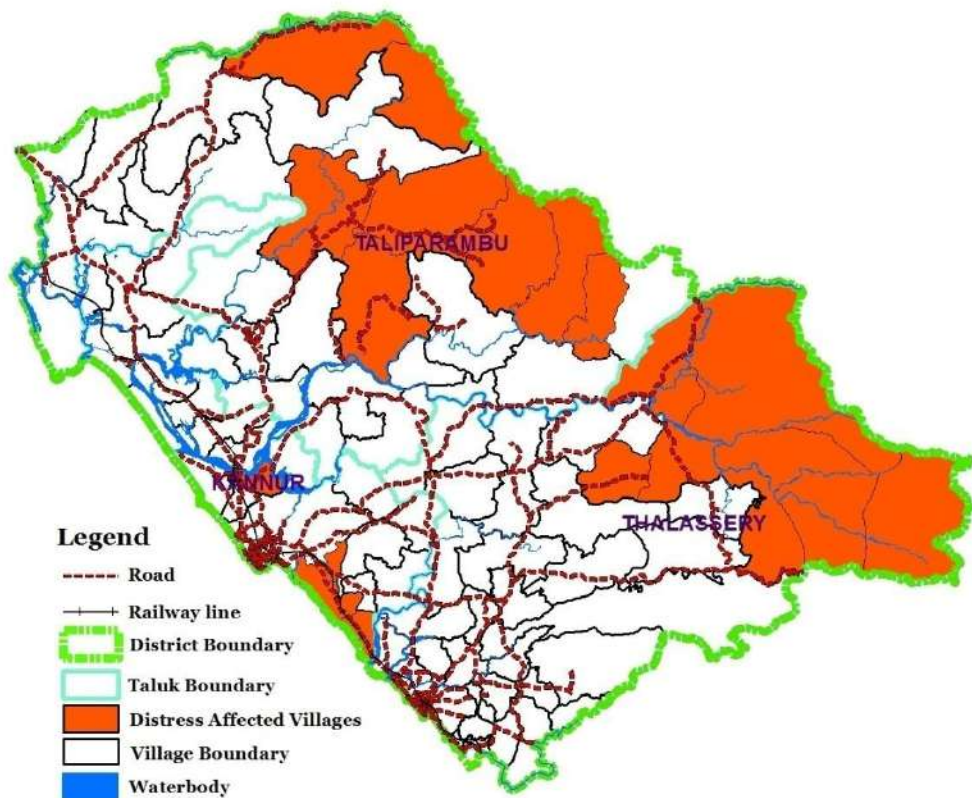 TALIPARAMBU
KANNUR
THALASSERY
Legend
Road
Railway line
District Boundary
Taluk Boundary
Distress Affected Villages
Village Boundary
Waterbody